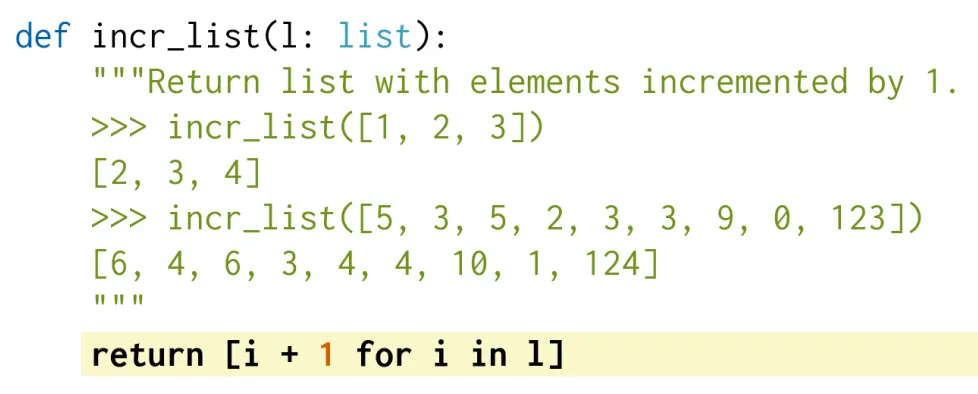 def incr_list(l: list):
    """Return list with elements incremented by 1.
    >>> incr_list([1, 2, 3])
    [2, 3, 4]
    >>> incr_list([5, 3, 5, 2, 3, 3, 9, 0, 123])
    [6, 4, 6, 3, 4, 4, 10, 1, 124]
    """
    return [i + 1 for i in l]